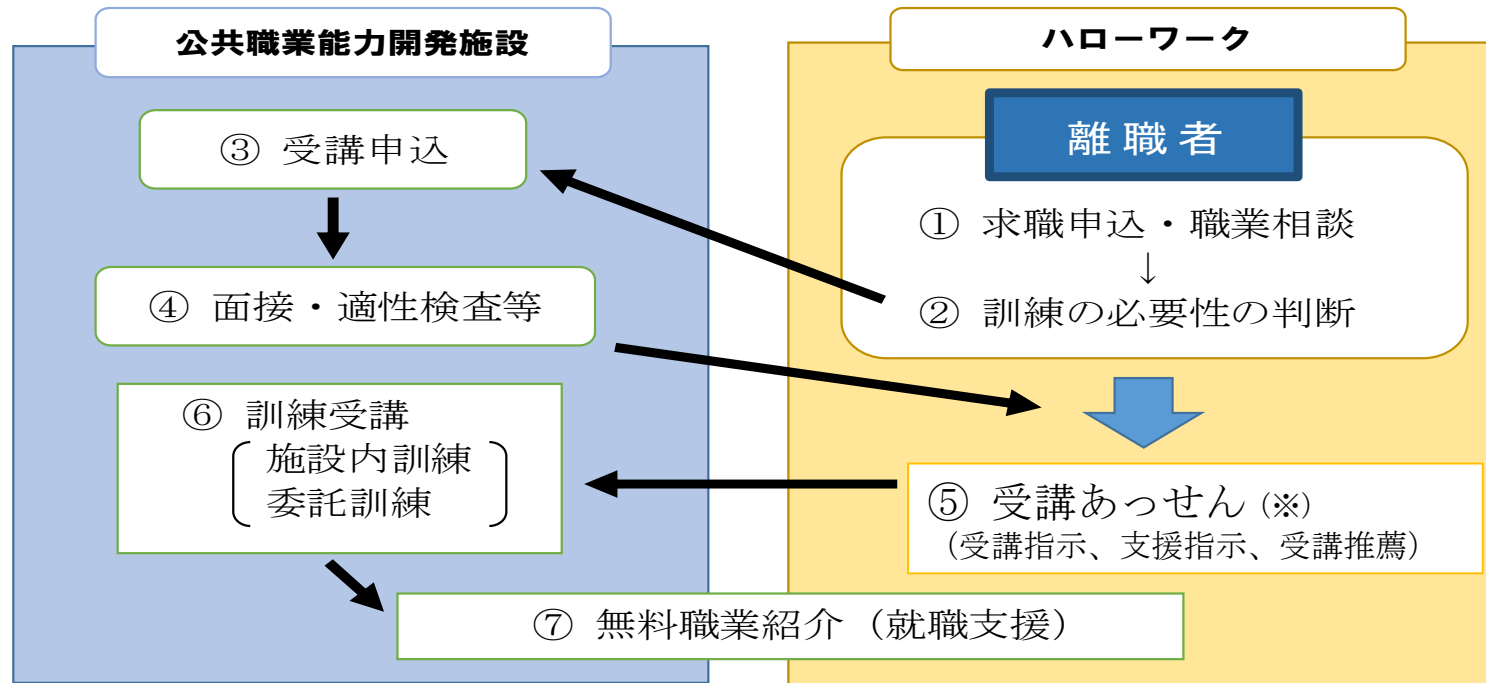 公共職業能力開発施設
③ 受講申込
④ 面接・適性検査等
⑥ 訓練受講
施設内訓練
委託訓練
ハローワーク
離職者
① 求職申込・職業相談
↓
② 訓練の必要性の判断
⑤ 受講あっせん (※)
（受講指示、支援指示、受講推薦）
⑦ 無料職業紹介（就職支援）